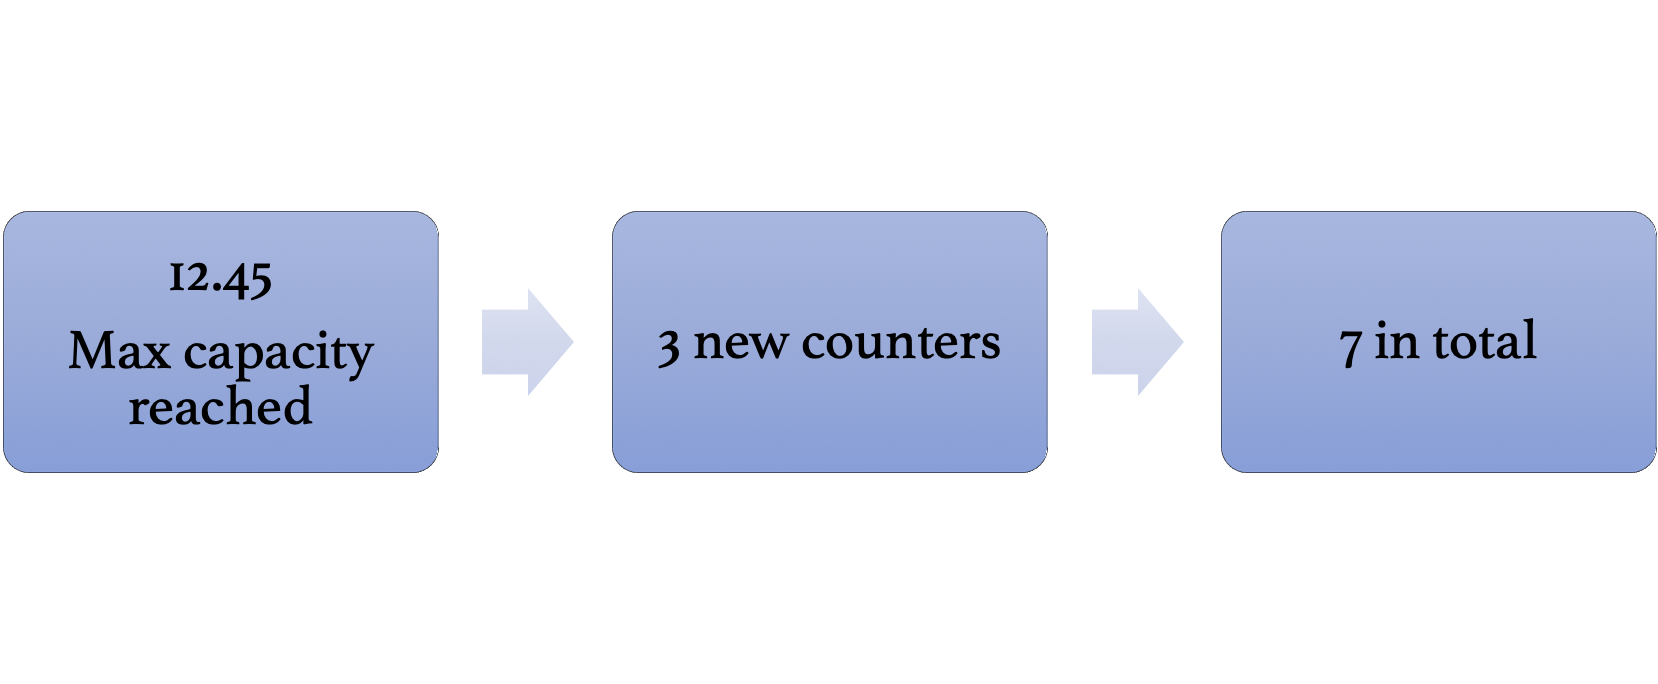 12.45
Max capacity
reached
3 new counters
7 in total